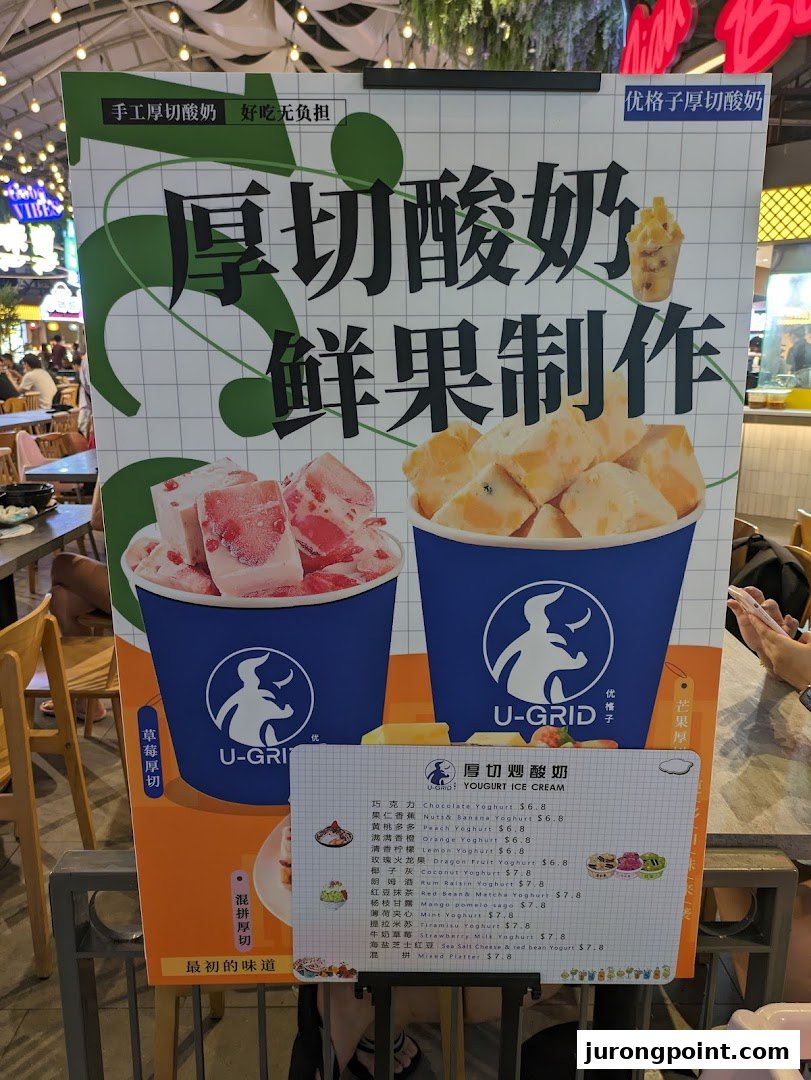 手工厚切酸奶 好吃无负担
优格子厚切酸奶
GOOD
VIBES
厚切酸奶
鲜果制作
U-GRID
优格子
草莓厚切
混拼厚切
最初的味道
U-GRID 厚切炒酸奶
YOUGURT ICE CREAM
巧克力 Chocolate Yoghurt $6.8
果仁香蕉 Nuts& Banana Yoghurt $6.8
黄桃多多 Peach Yoghurt $6.8
满满香橙 Orange Yoghurt $6.8
清香柠檬 Lemon Yoghurt $6.8
玫瑰火龙果 Dragon Fruit Yoghurt $6.8
椰子灰 Coconut Yoghurt $7.8
朗姆酒 Rum Raisin Yoghurt $7.8
红豆抹茶 Red Bean& Matcha Yoghurt $7.8
杨枝甘露 Mango pomelo sago $7.8
薄荷夹心 Mint Yoghurt $7.8
提拉米苏 Tiramisu Yoghurt $7.8
牛奶草莓 Strawberry Milk Yoghurt $7.8
海盐芝士红豆 Sea Salt Cheese & red bean Yogurt $7.8
混拼 Mixed Platter $7.8
jurongpoint.com